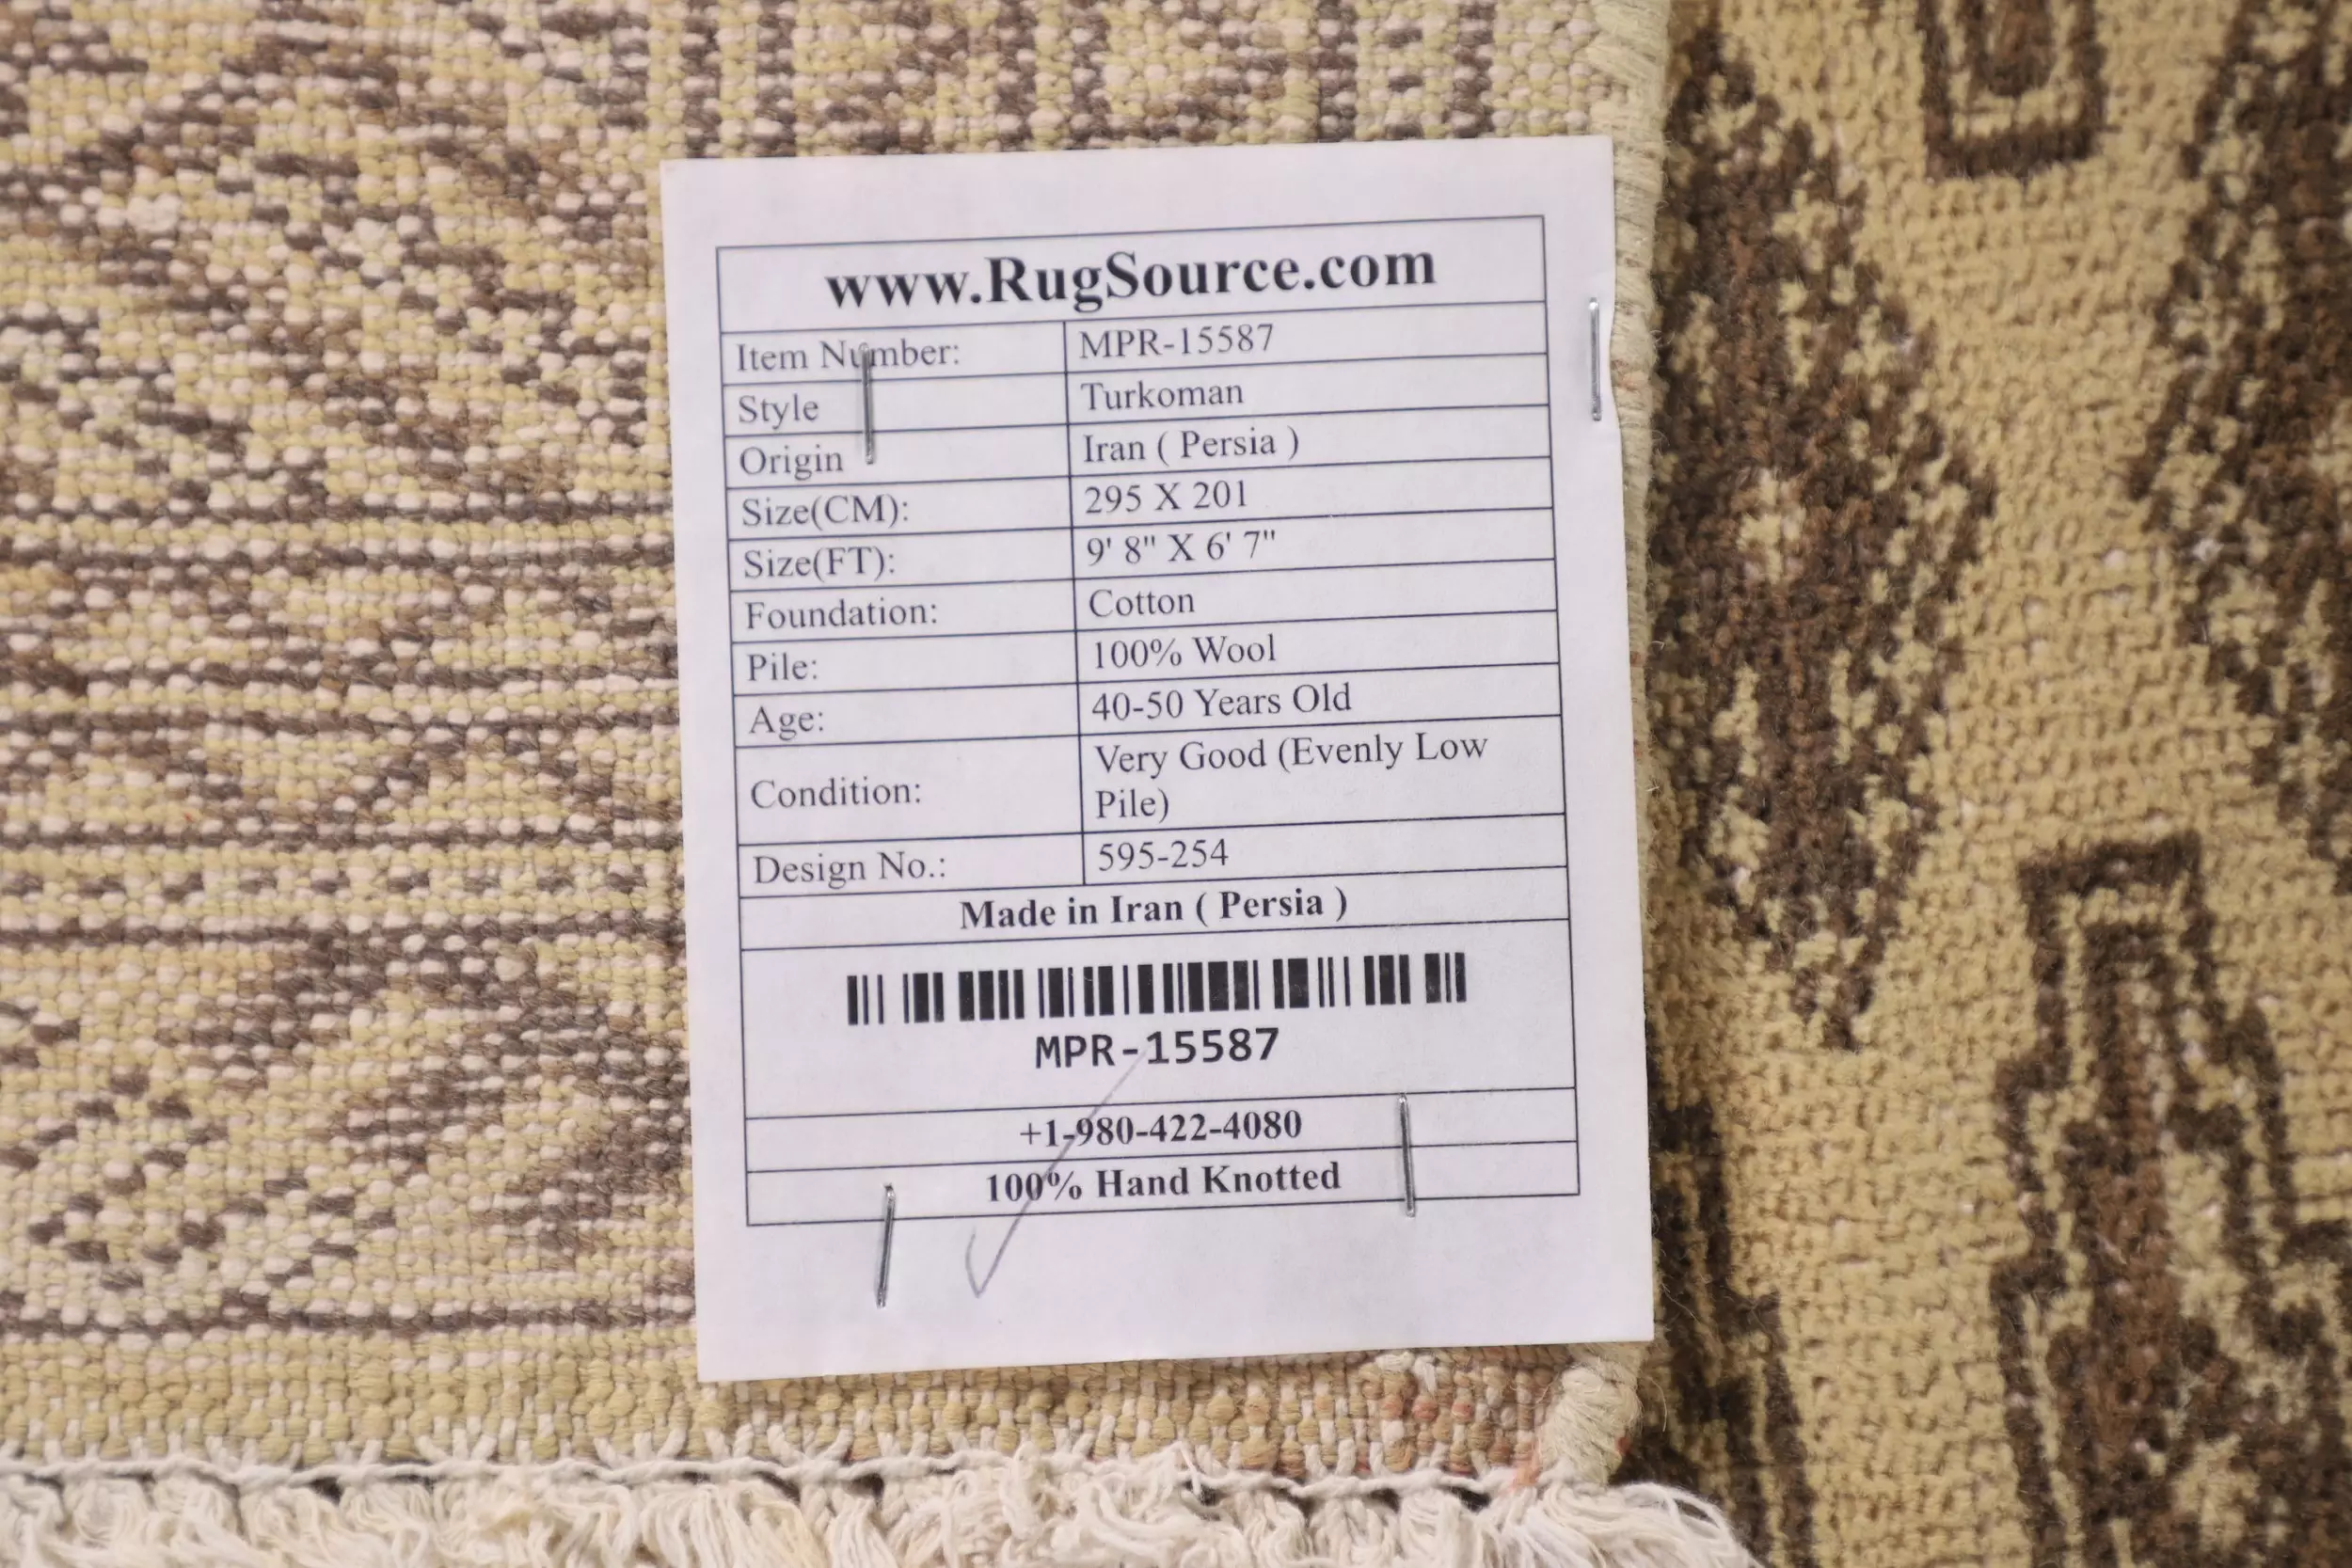 www.RugSource.com
Item Number: MPR-15587
Style Turkoman
Origin Iran ( Persia )
Size(CM): 295 X 201
Size(FT): 9' 8" X 6' 7"
Foundation: Cotton
Pile: 100% Wool
Age: 40-50 Years Old
Condition: Very Good (Evenly Low
Pile)
Design No.: 595-254
Made in Iran ( Persia )
MPR-15587
+1-980-422-4080
100% Hand Knotted